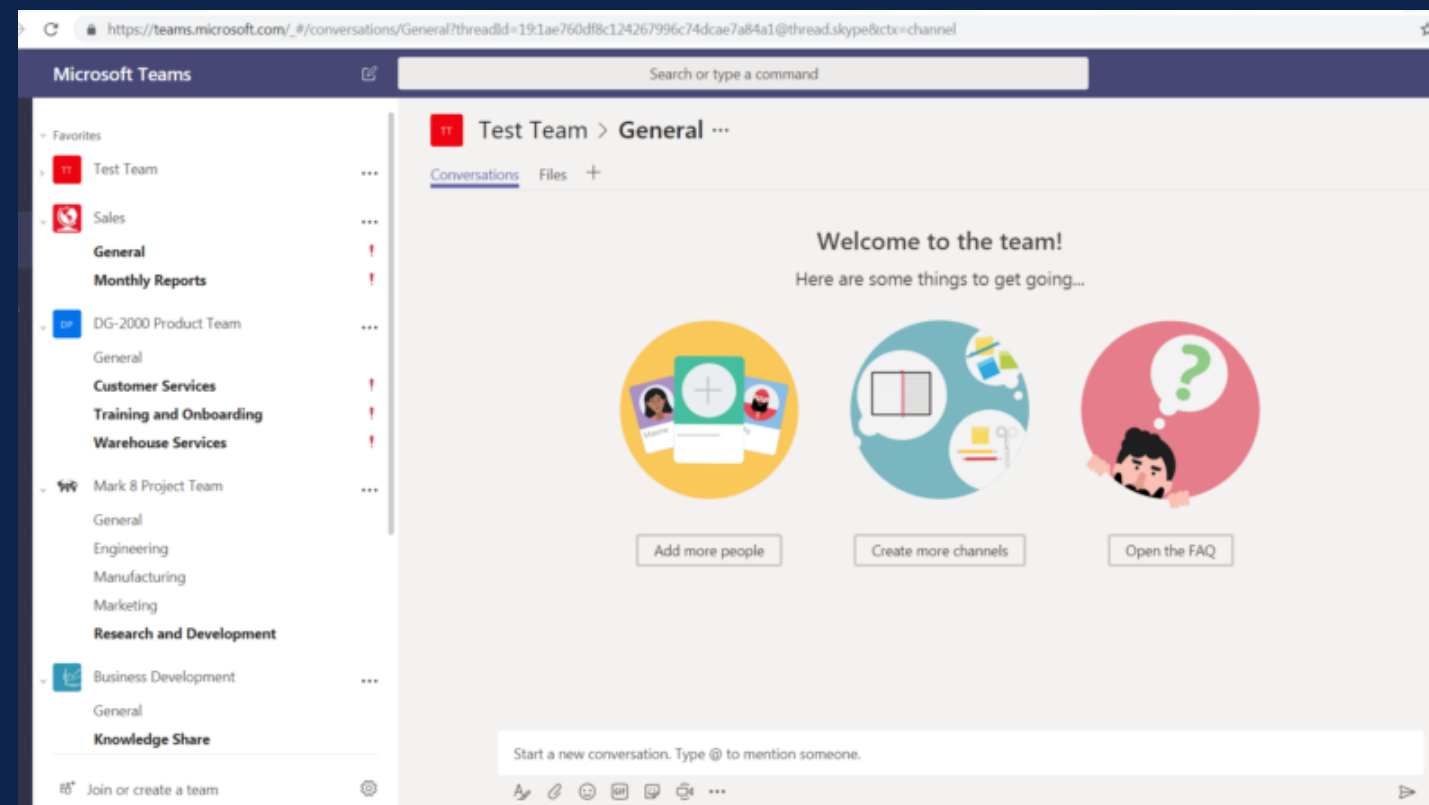 https://teams.microsoft.com/_#/conversations/General?threadId=19:1ae760df8c124267996c74dcae7a84a1@thread.skype&ctx=channel
Microsoft Teams
Search or type a command
Favorites
TT Test Team
Sales
General
Monthly Reports
DP DG-2000 Product Team
General
Customer Services
Training and Onboarding
Warehouse Services
Mark 8 Project Team
General
Engineering
Manufacturing
Marketing
Research and Development
Business Development
General
Knowledge Share
Join or create a team
TT Test Team > General ...
Conversations Files +
Welcome to the team!
Here are some things to get going...
Maxine
?
Add more people Create more channels Open the FAQ
Start a new conversation. Type @ to mention someone.
GIF